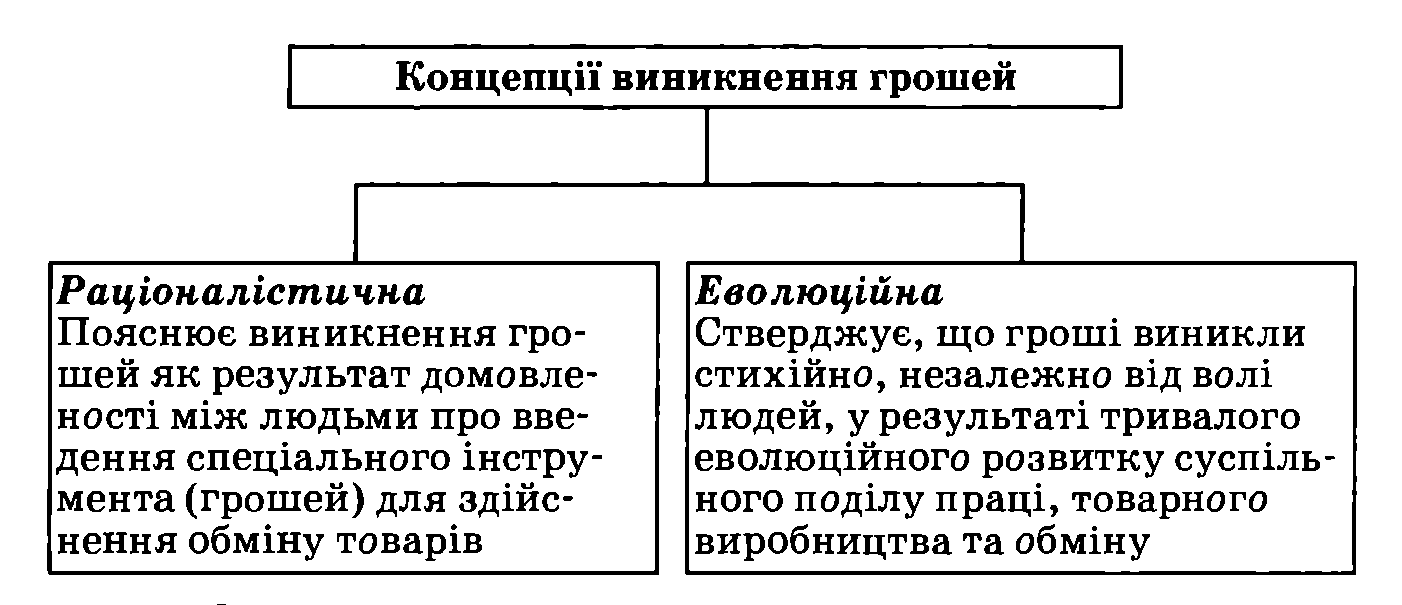 Концепції виникнення грошей
Раціоналістична
Пояснює виникнення гро-
шей як результат домовле-
ності між людьми про вве-
дення спеціального інстру-
мента (грошей) для здійс-
нення обміну товарів
Еволюційна
Стверджує, що гроші виникли
стихійно, незалежно від волі
людей, у результаті тривалого
еволюційного розвитку суспіль-
ного поділу праці, товарного
виробництва та обміну